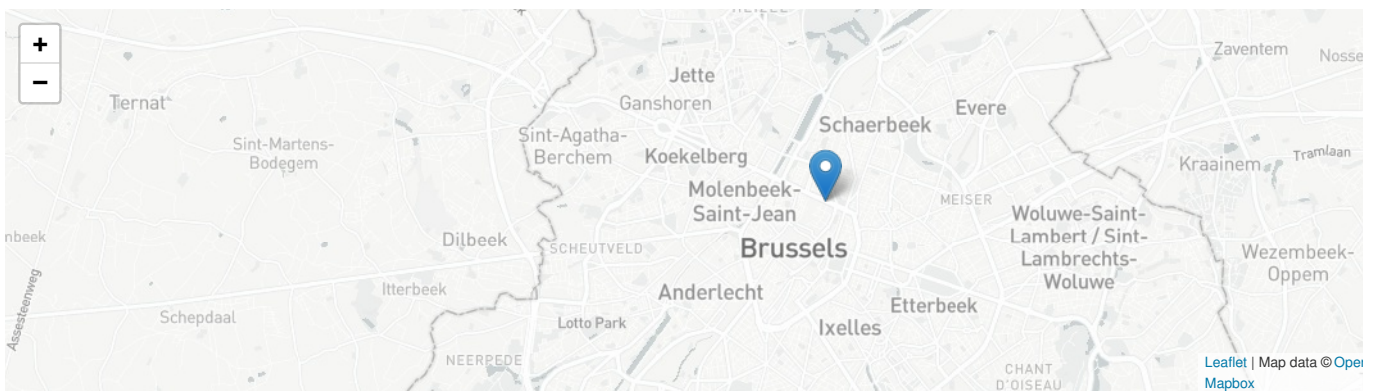 +
−
Zaventem
Nosse
Jette
Ternat
Ganshoren
Evere
Schaerbeek
Sint-Agatha-
Berchem
Sint-Martens-
Bodegem
Koekelberg
Tramlaan
Kraainem
Molenbeek-
Saint-Jean
MEISER
Woluwe-Saint-
Lambert / Sint-
Lambrechts-
Woluwe
nbeek
Dilbeek
SCHEUTVELD
Brussels
Wezembeek-
Oppem
Assesteenweg
Itterbeek
Anderlecht
Etterbeek
Schepdaal
Lotto Park
Ixelles
NEERPEDE
CHANT
D'OISEAU
Leaflet | Map data © Oper
Mapbox